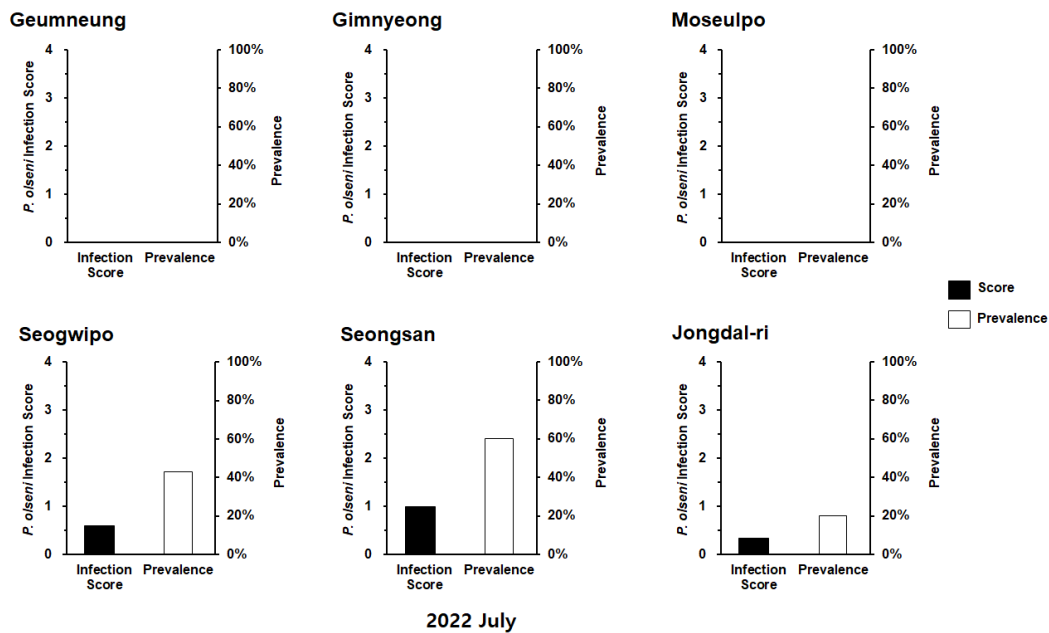 Geumneung
Gimnyeong
Moseulpo
4
3
2
1
0
P. olseni Infection Score
100%
80%
60%
40%
20%
0%
Prevalence
Infection Score
Prevalence
4
3
2
1
0
P. olseni Infection Score
100%
80%
60%
40%
20%
0%
Prevalence
Infection Score
Prevalence
4
3
2
1
0
P. olseni Infection Score
100%
80%
60%
40%
20%
0%
Prevalence
Infection Score
Prevalence
Score
Prevalence
Seogwipo
Seongsan
Jongdal-ri
4
3
2
1
0
P. olseni Infection Score
100%
80%
60%
40%
20%
0%
Prevalence
Infection Score
Prevalence
4
3
2
1
0
P. olseni Infection Score
100%
80%
60%
40%
20%
0%
Prevalence
Infection Score
Prevalence
4
3
2
1
0
P. olseni Infection Score
100%
80%
60%
40%
20%
0%
Prevalence
Infection Score
Prevalence
2022 July